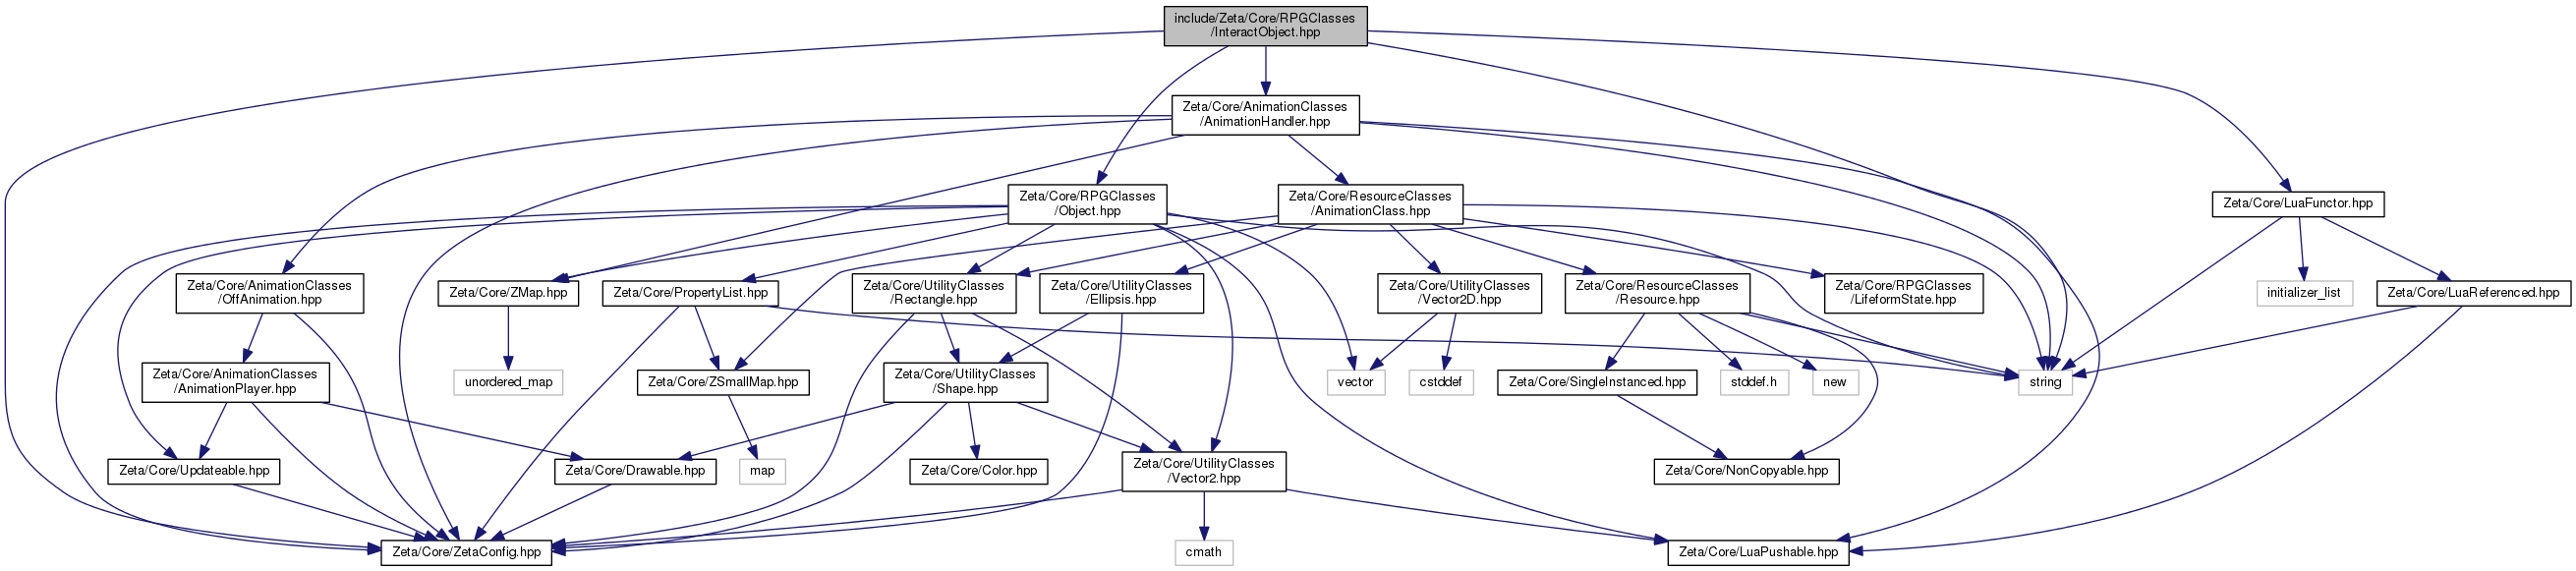 include/Zeta/Core/RPGClasses
/InteractObject.hpp
Zeta/Core/AnimationClasses
/AnimationHandler.hpp
Zeta/Core/RPGClasses
/Object.hpp
Zeta/Core/ResourceClasses
/AnimationClass.hpp
Zeta/Core/LuaFunctor.hpp
Zeta/Core/AnimationClasses
/OffAnimation.hpp
Zeta/Core/ZMap.hpp
Zeta/Core/PropertyList.hpp
Zeta/Core/UtilityClasses
/Rectangle.hpp
Zeta/Core/UtilityClasses
/Ellipsis.hpp
Zeta/Core/UtilityClasses
/Vector2D.hpp
Zeta/Core/ResourceClasses
/Resource.hpp
Zeta/Core/RPGClasses
/LifeformState.hpp
initializer_list
Zeta/Core/LuaReferenced.hpp
Zeta/Core/AnimationClasses
/AnimationPlayer.hpp
unordered_map
Zeta/Core/ZSmallMap.hpp
Zeta/Core/UtilityClasses
/Shape.hpp
vector
cstddef
Zeta/Core/SingleInstanced.hpp
stddef.h
new
string
Zeta/Core/Updateable.hpp
Zeta/Core/Drawable.hpp
map
Zeta/Core/Color.hpp
Zeta/Core/UtilityClasses
/Vector2.hpp
Zeta/Core/NonCopyable.hpp
Zeta/Core/ZetaConfig.hpp
cmath
Zeta/Core/LuaPushable.hpp